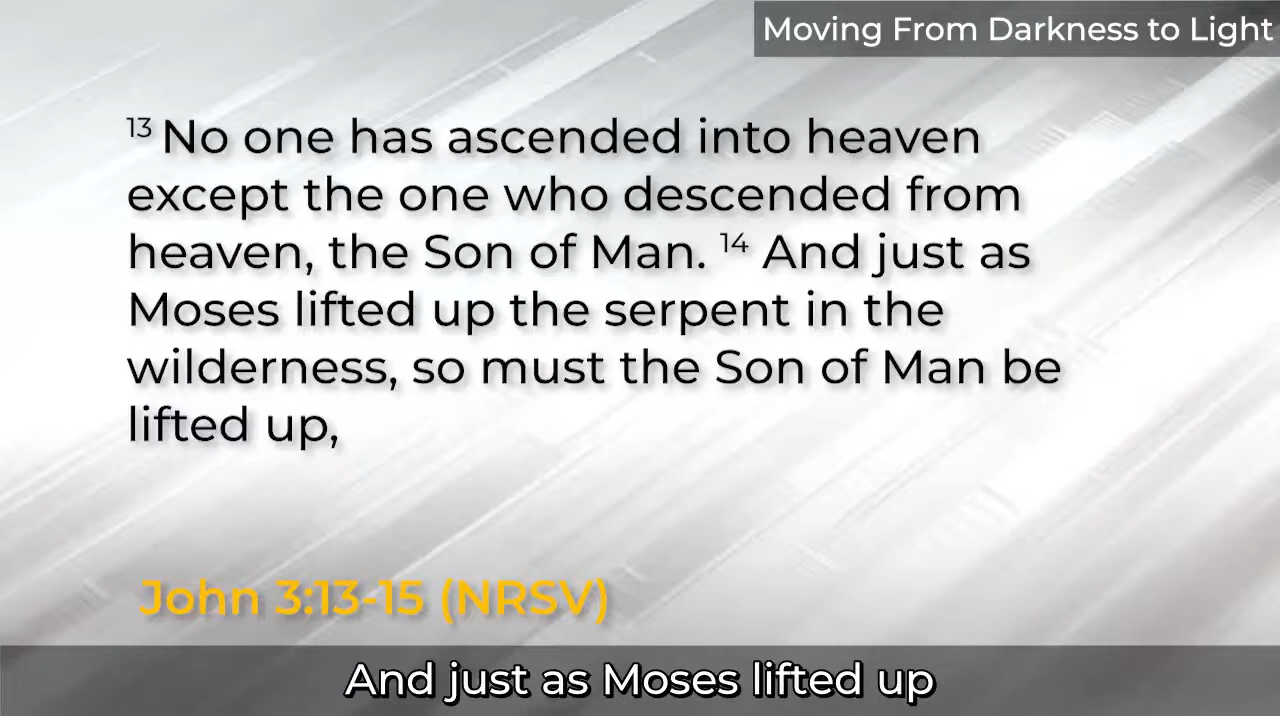 Moving From Darkness to Light
13 No one has ascended into heaven
except the one who descended from
heaven, the Son of Man. 14 And just as
Moses lifted up the serpent in the
wilderness, so must the Son of Man be
lifted up,
John 3:13-15 (NRSV)
And just as Moses lifted up